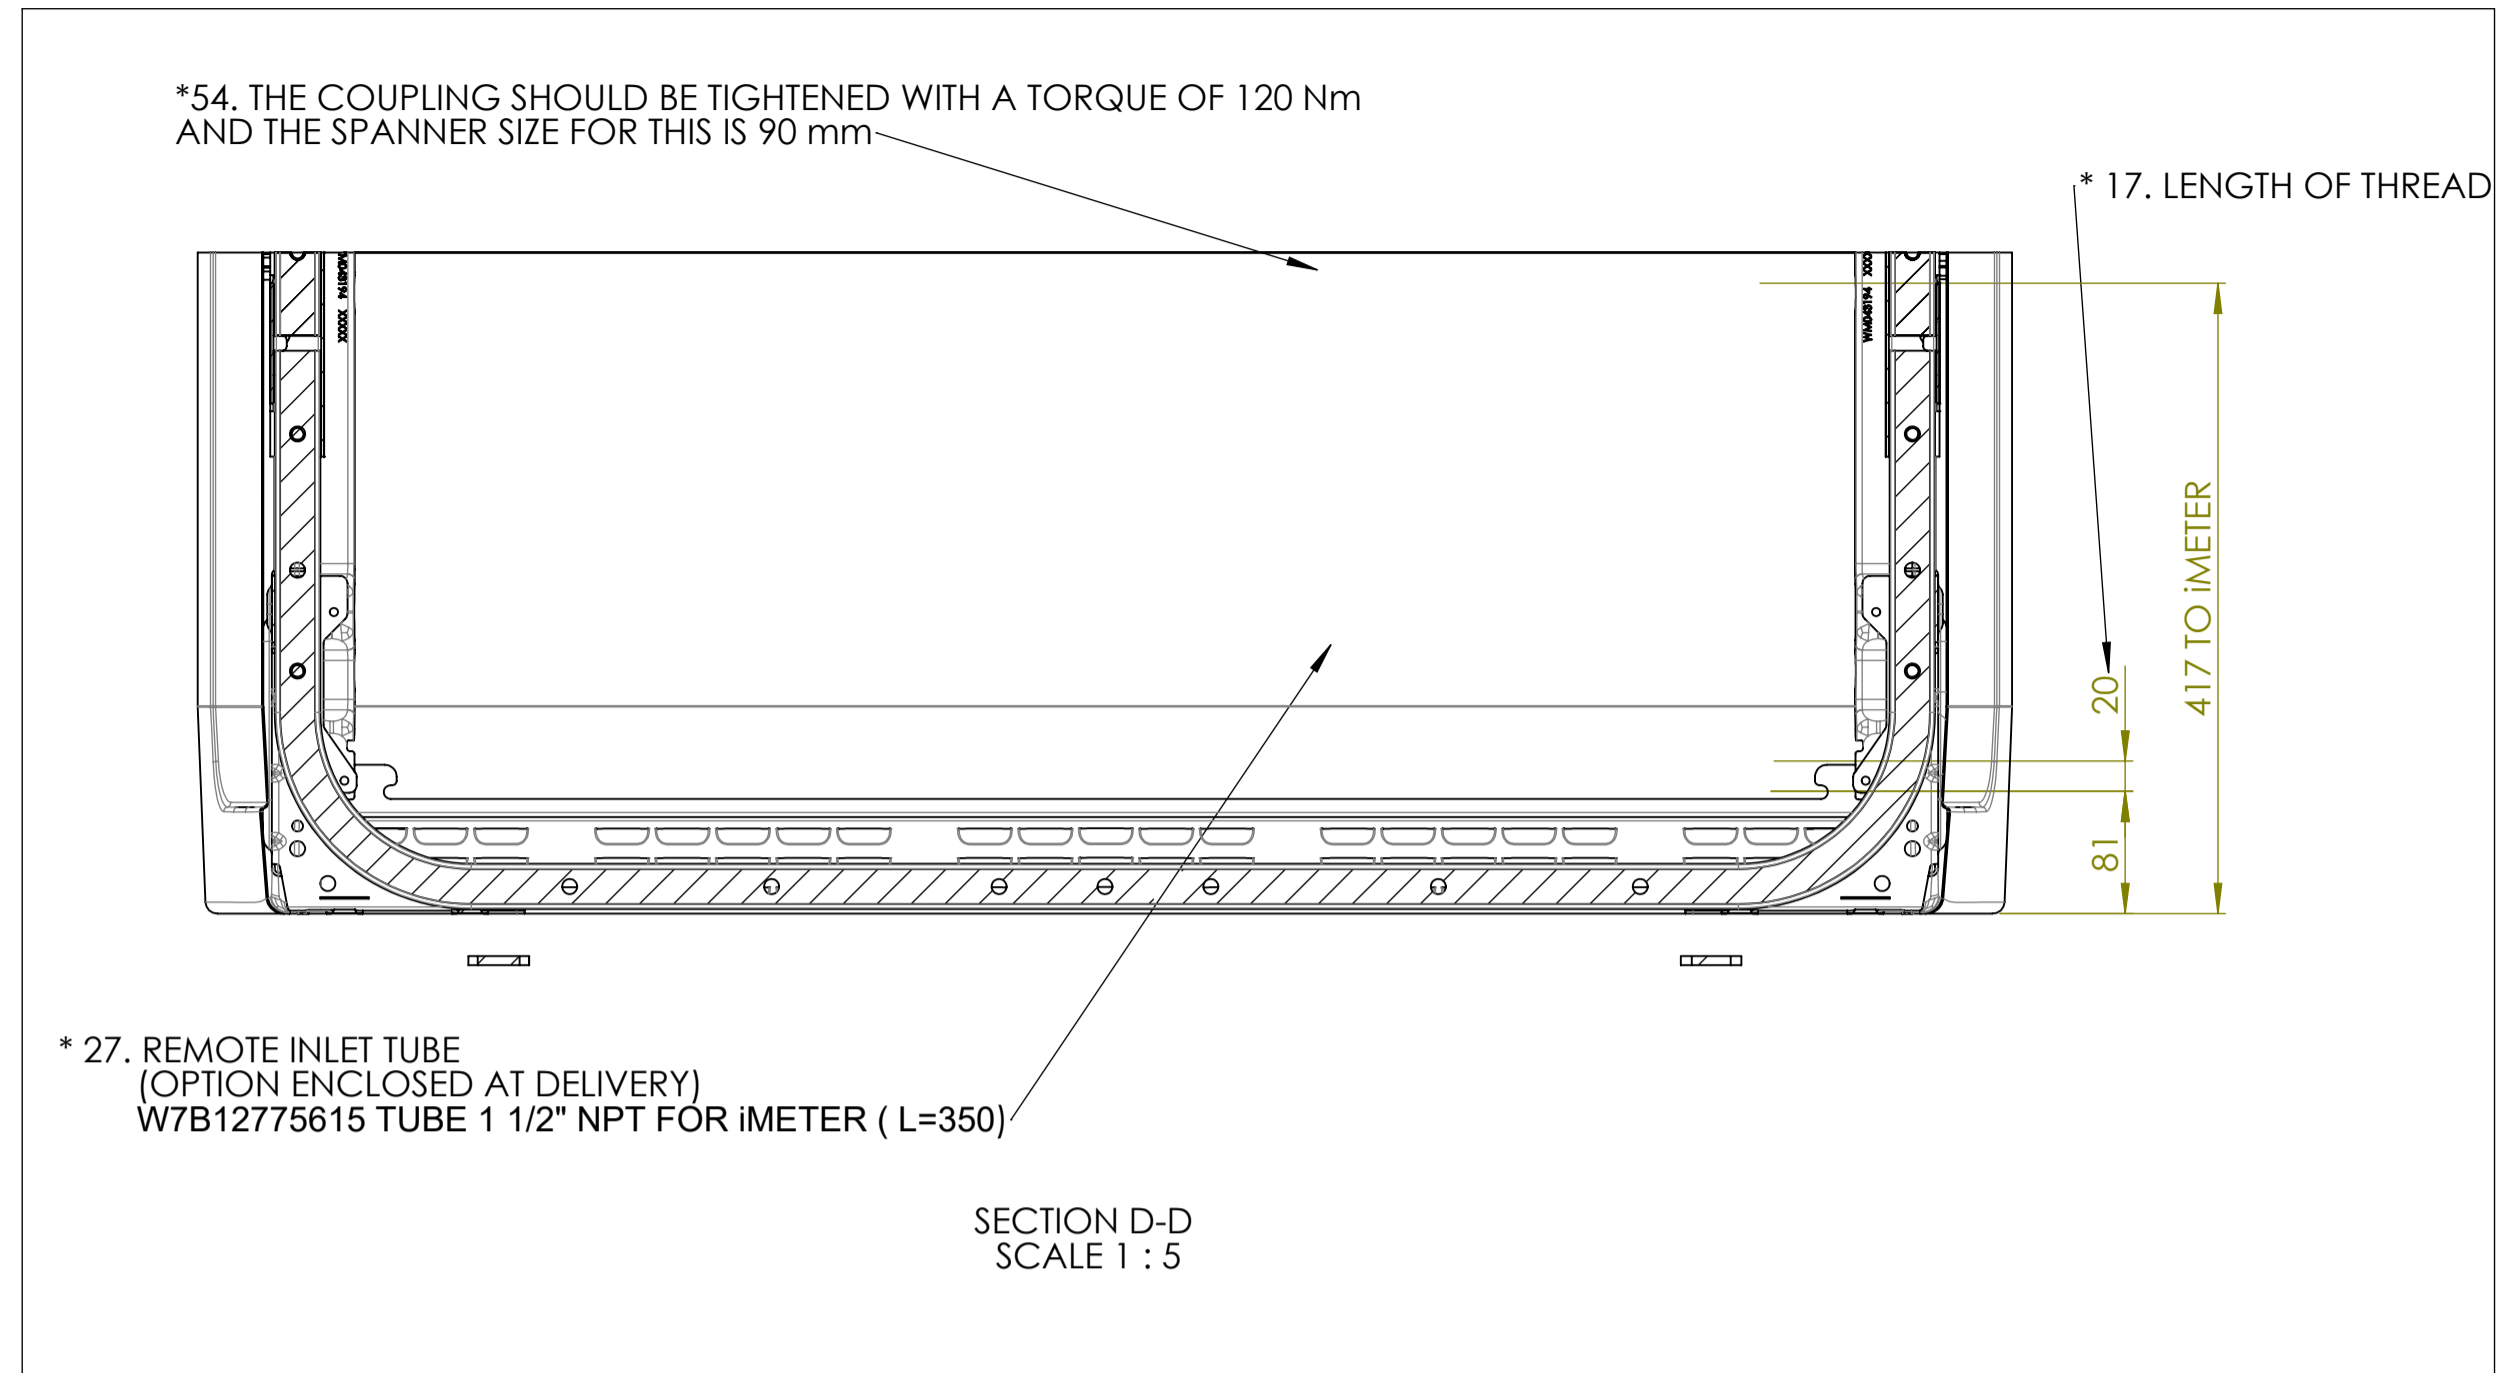 *54. THE COUPLING SHOULD BE TIGHTENED WITH A TORQUE OF 120 Nm
AND THE SPANNER SIZE FOR THIS IS 90 mm
* 17. LENGTH OF THREAD
WM043194 XXXX
417 TO iMETER
20
81
* 27. REMOTE INLET TUBE
(OPTION ENCLOSED AT DELIVERY)
W7B12775615 TUBE 1 1/2" NPT FOR iMETER ( L=350)
SECTION D-D
SCALE 1 : 5